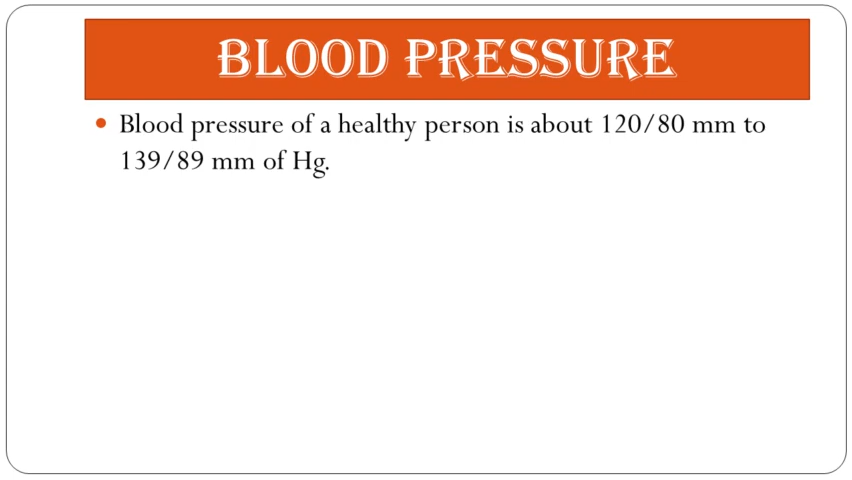 BLOOD PRESSURE
• Blood pressure of a healthy person is about 120/80 mm to
139/89 mm of Hg.